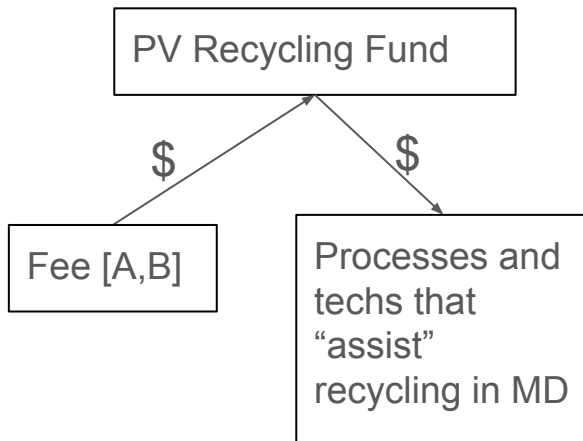 PV Recycling Fund
$
$
Fee [A,B]
Processes and
techs that
“assist”
recycling in MD